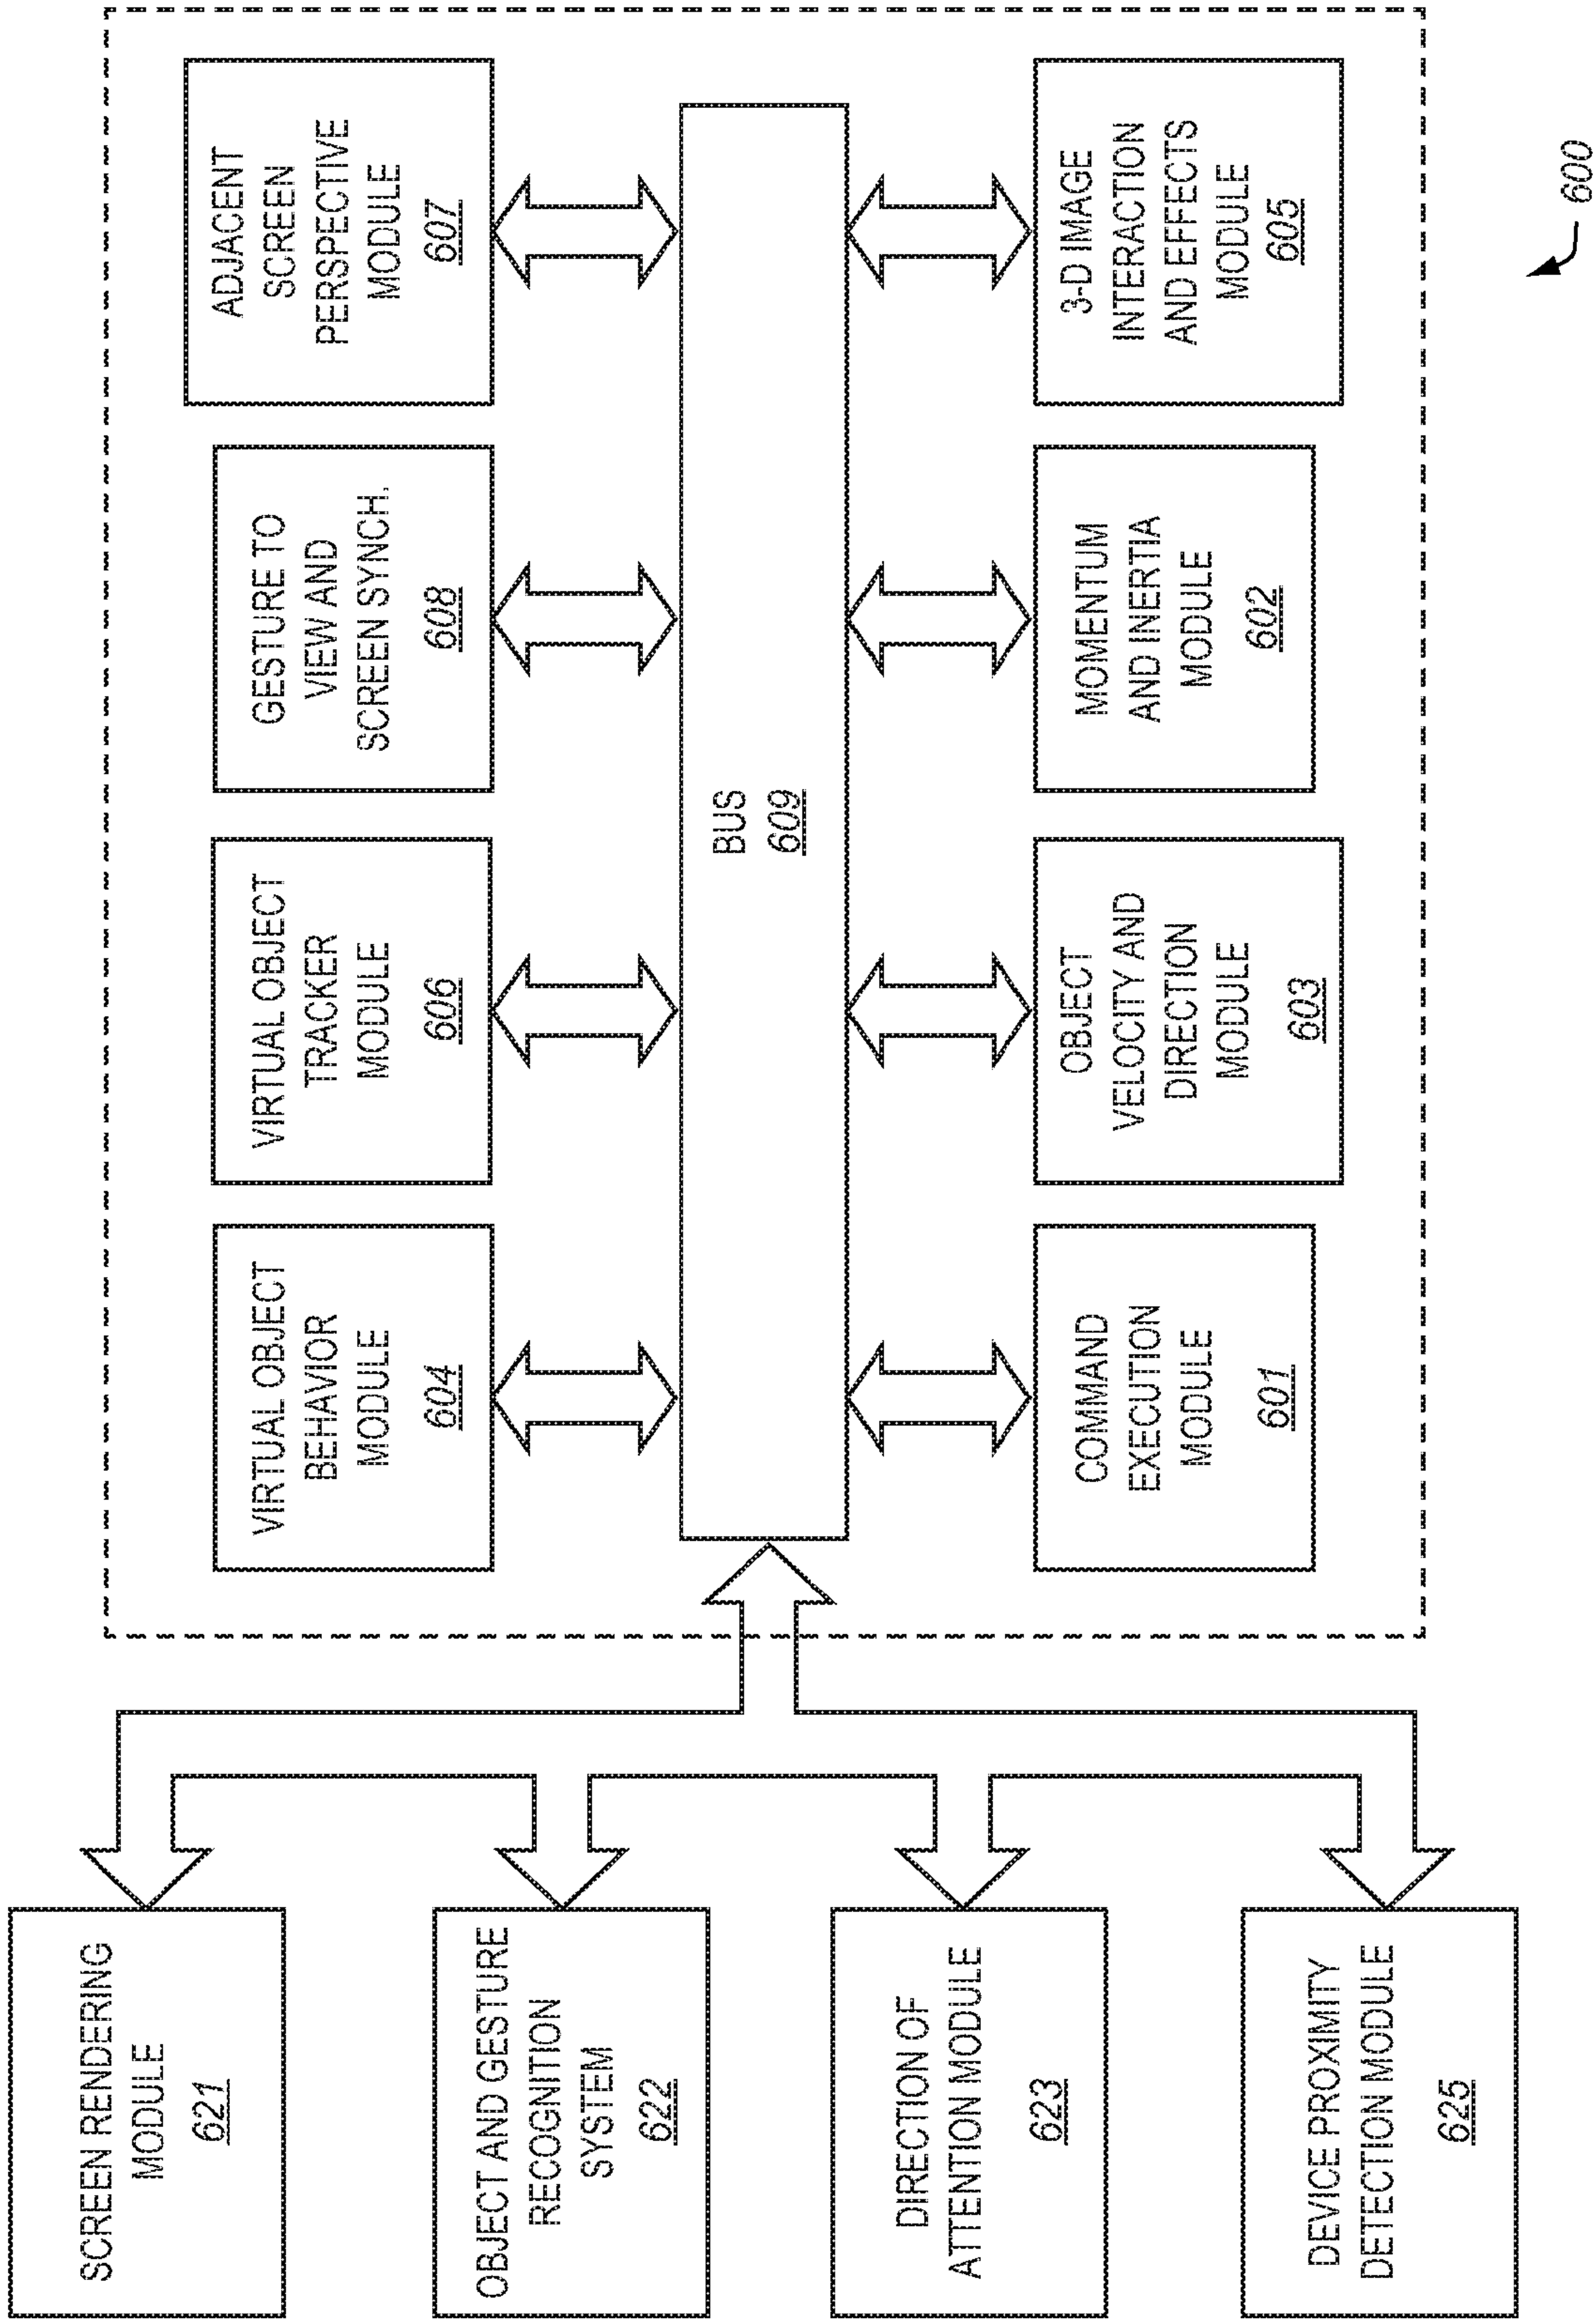 SCREEN RENDERING
MODULE
621
OBJECT AND GESTURE
RECOGNITION
SYSTEM
622
DIRECTION OF
ATTENTION MODULE
623
DEVICE PROXIMITY
DETECTION MODULE
625
VIRTUAL OBJECT
BEHAVIOR
MODULE
604
VIRTUAL OBJECT
TRACKER
MODULE
606
GESTURE TO
VIEW AND
SCREEN SYNCH.
608
ADJACENT
SCREEN
PERSPECTIVE
MODULE
607
BUS
609
COMMAND
EXECUTION
MODULE
601
OBJECT
VELOCITY AND
DIRECTION
MODULE
603
MOMENTUM
AND INERTIA
MODULE
602
3-D IMAGE
INTERACTION
AND EFFECTS
MODULE
605
600